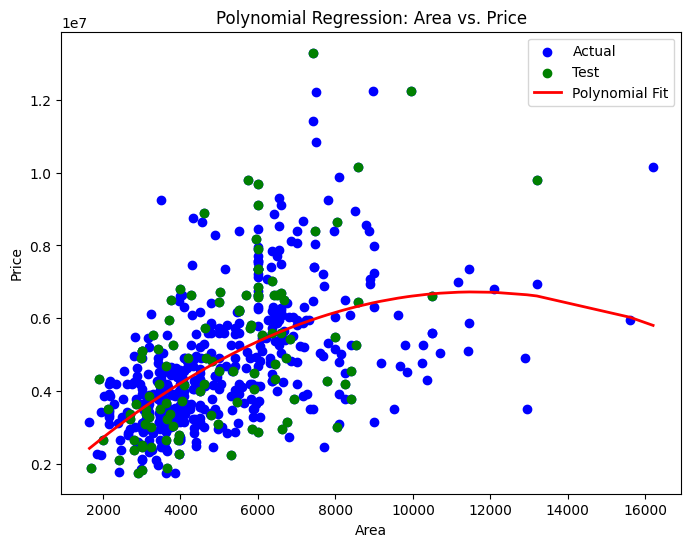 Polynomial Regression: Area vs. Price
1e7
Actual
Test
Polynomial Fit
1.2
1.0
0.8
0.6
0.4
0.2
Price
2000 4000 6000 8000 10000 12000 14000 16000
Area